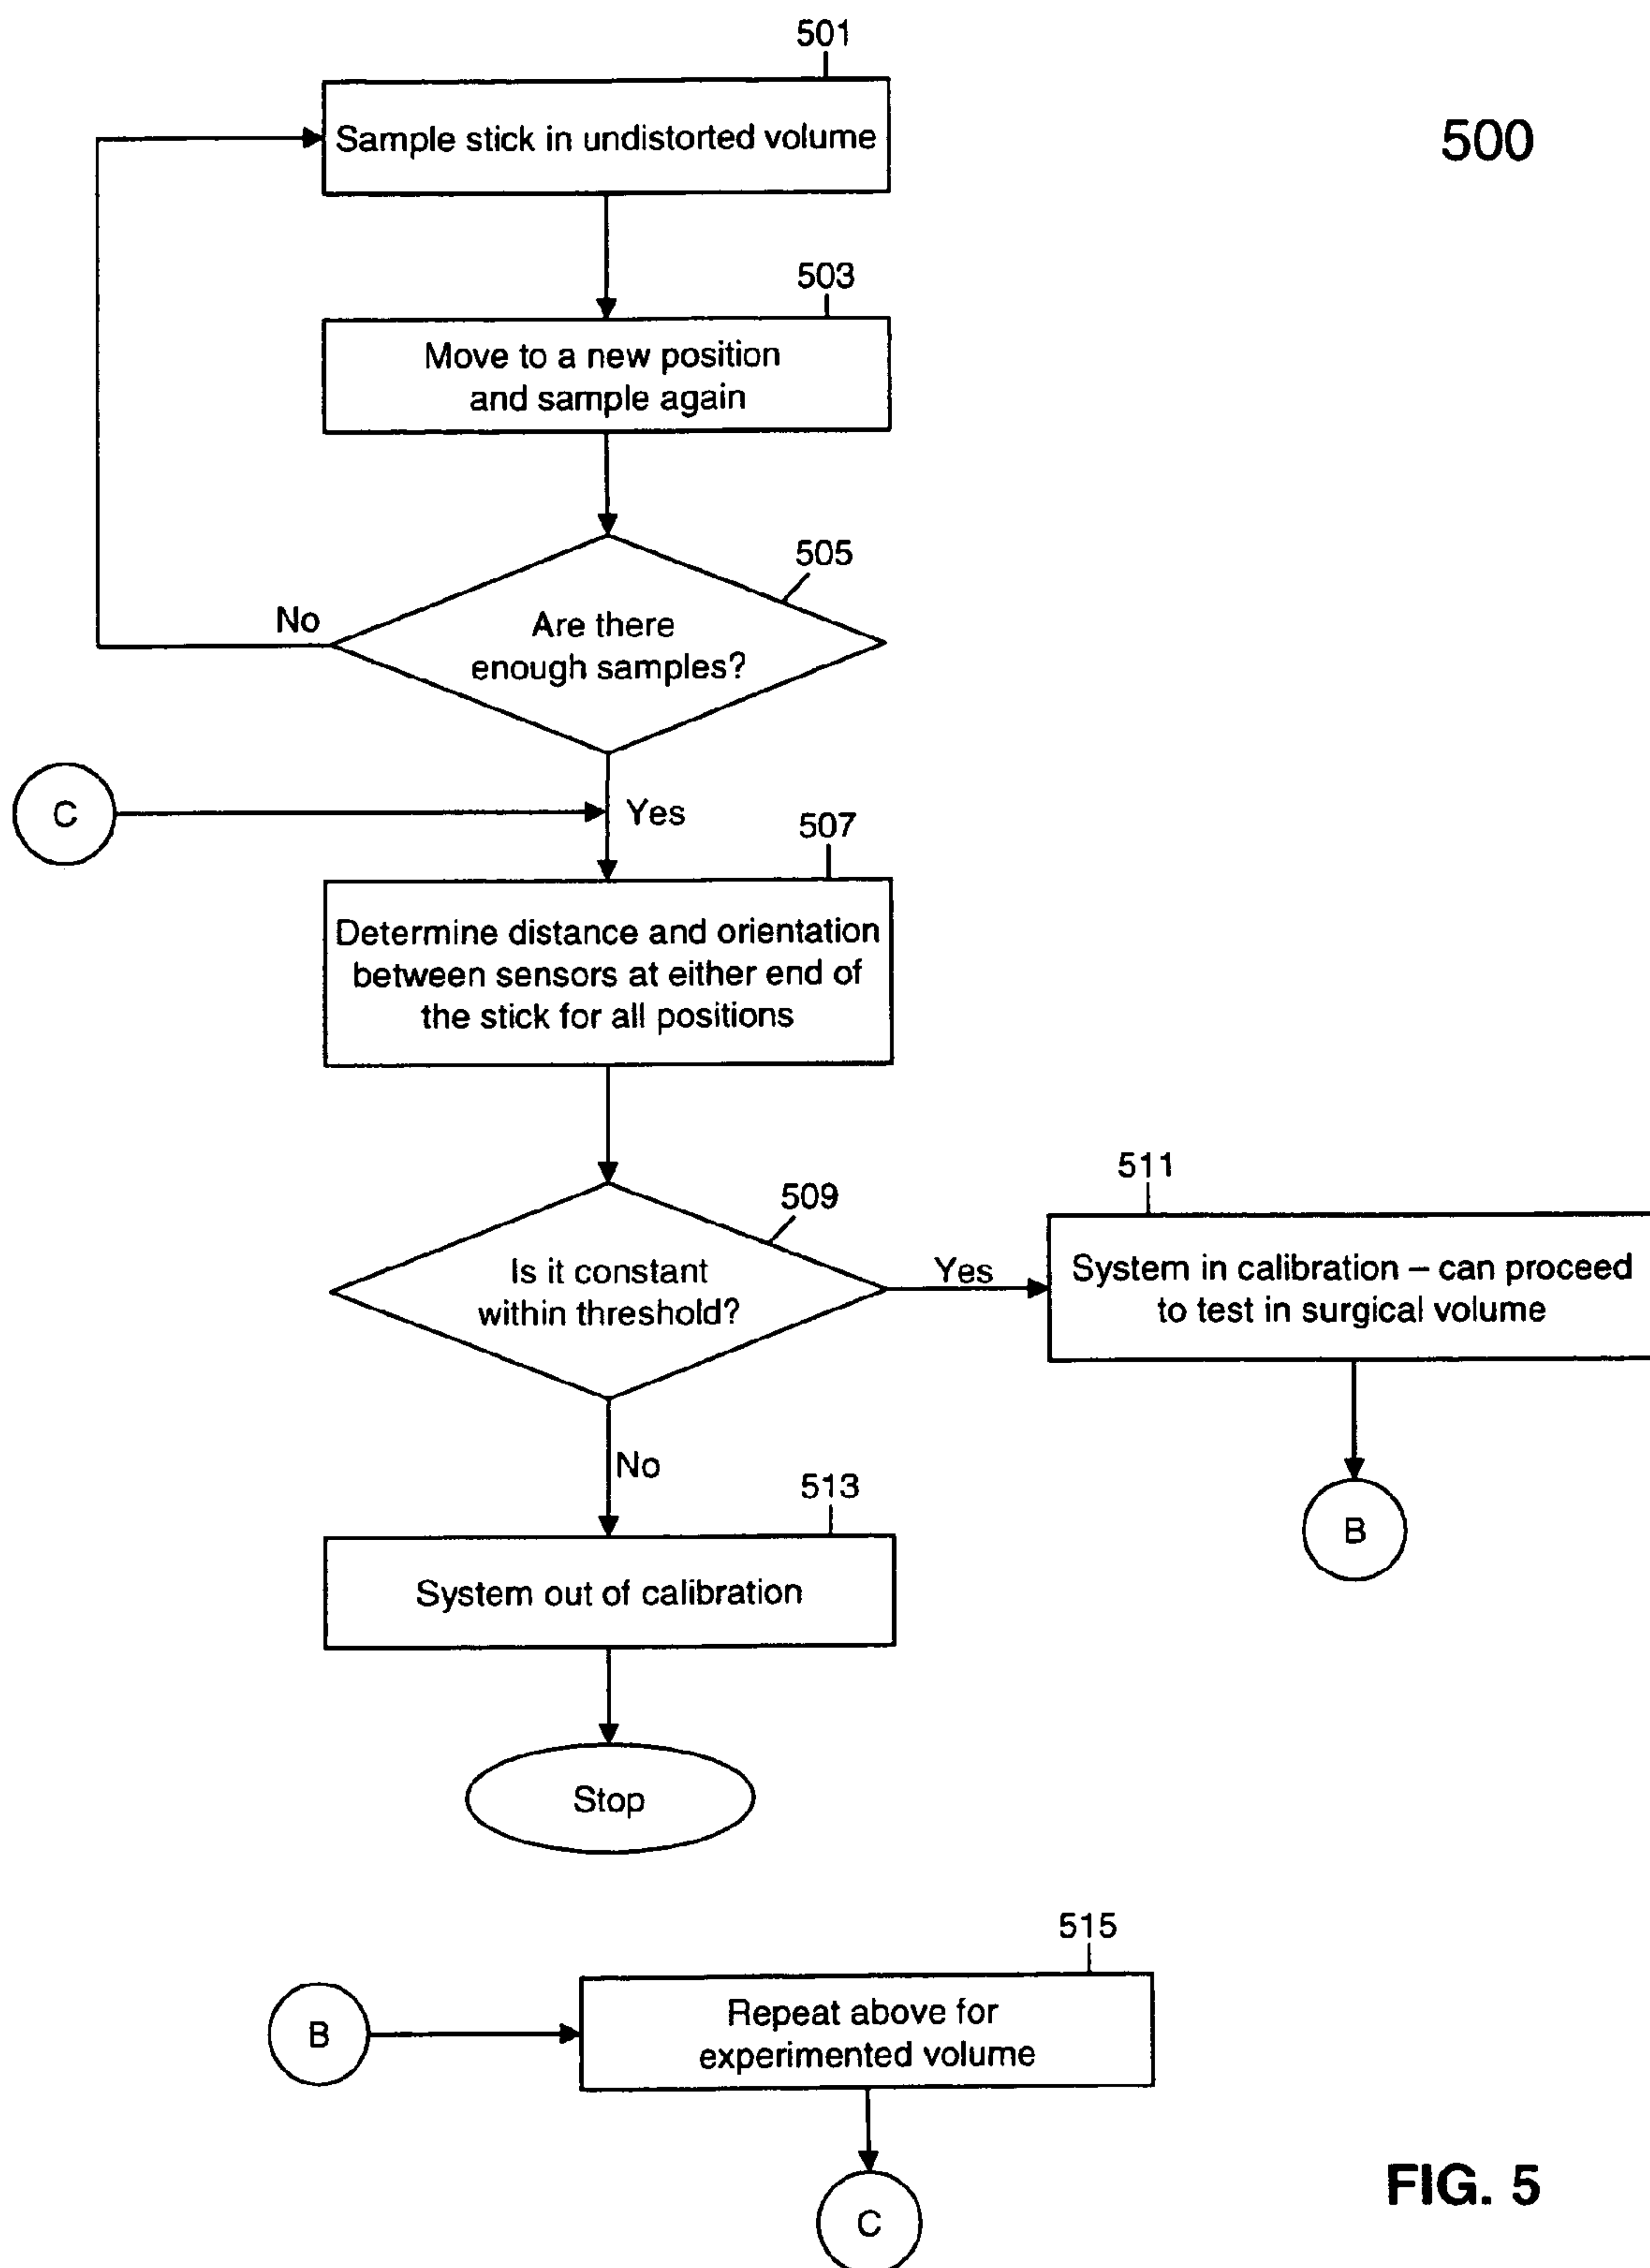 501
Sample stick in undistorted volume
500
503
Move to a new position
and sample again
505
Are there
enough samples?
No
C
Yes
507
Determine distance and orientation
between sensors at either end of
the stick for all positions
509
Is it constant
within threshold?
Yes
511
System in calibration – can proceed
to test in surgical volume
B
No
513
System out of calibration
Stop
515
B
Repeat above for
experimented volume
C
FIG. 5